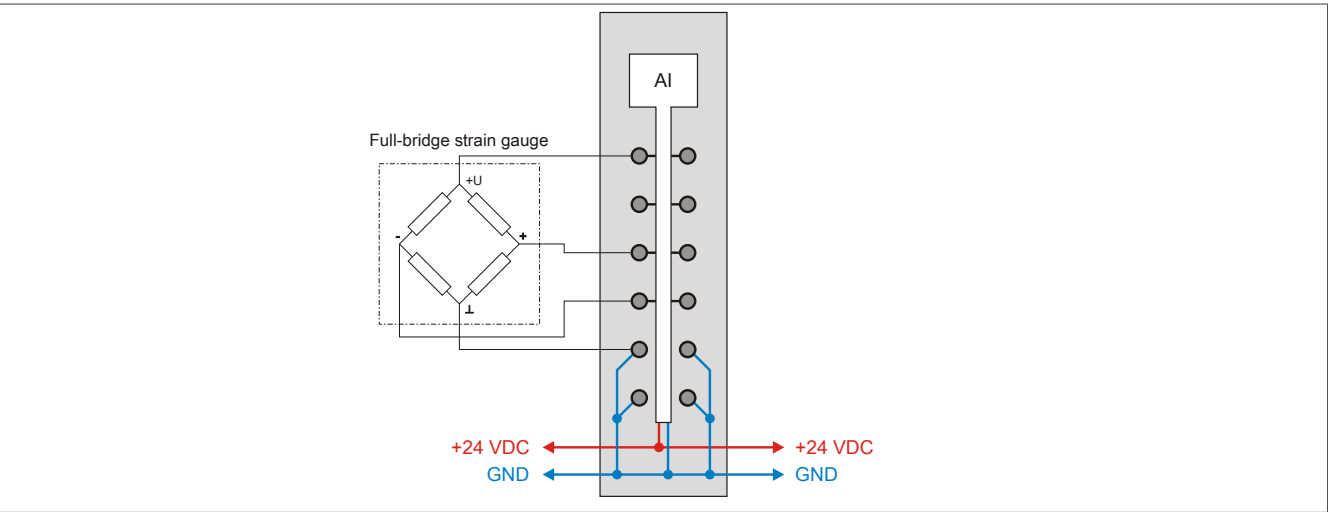 AI
Full-bridge strain gauge
+U
- +
⊥
+24 VDC +24 VDC
GND GND